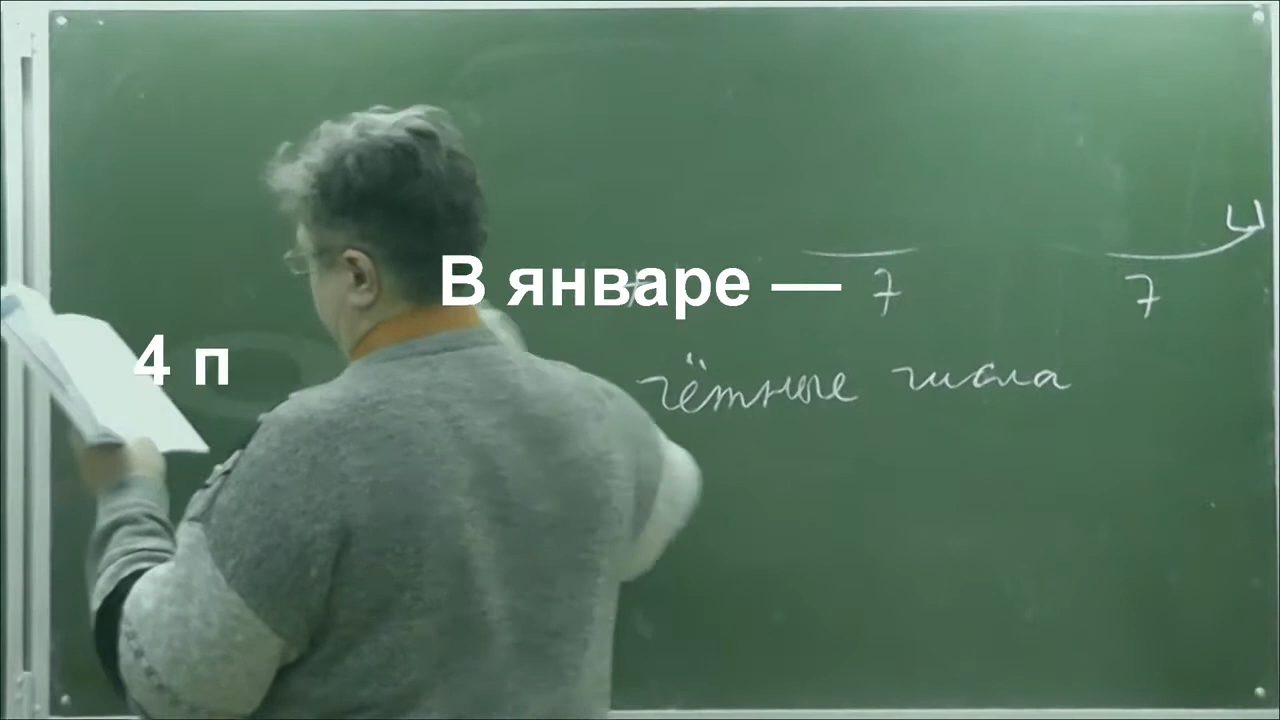 В январе —
4 п
7 7
чётные числа